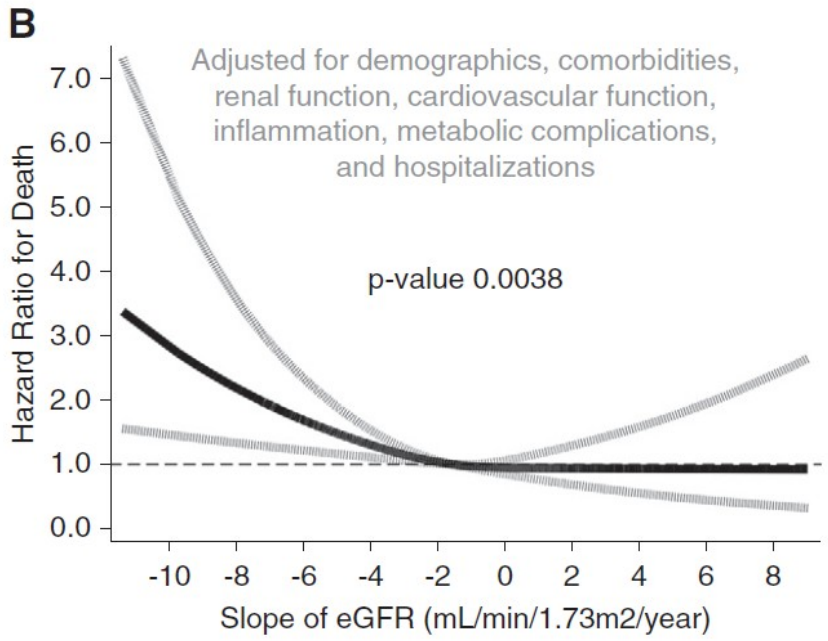 B
Adjusted for demographics, comorbidities,
renal function, cardiovascular function,
inflammation, metabolic complications,
and hospitalizations
p-value 0.0038
Hazard Ratio for Death
7.0
6.0
5.0
4.0
3.0
2.0
1.0
0.0
-10 -8 -6 -4 -2 0 2 4 6 8
Slope of eGFR (mL/min/1.73m2/year)